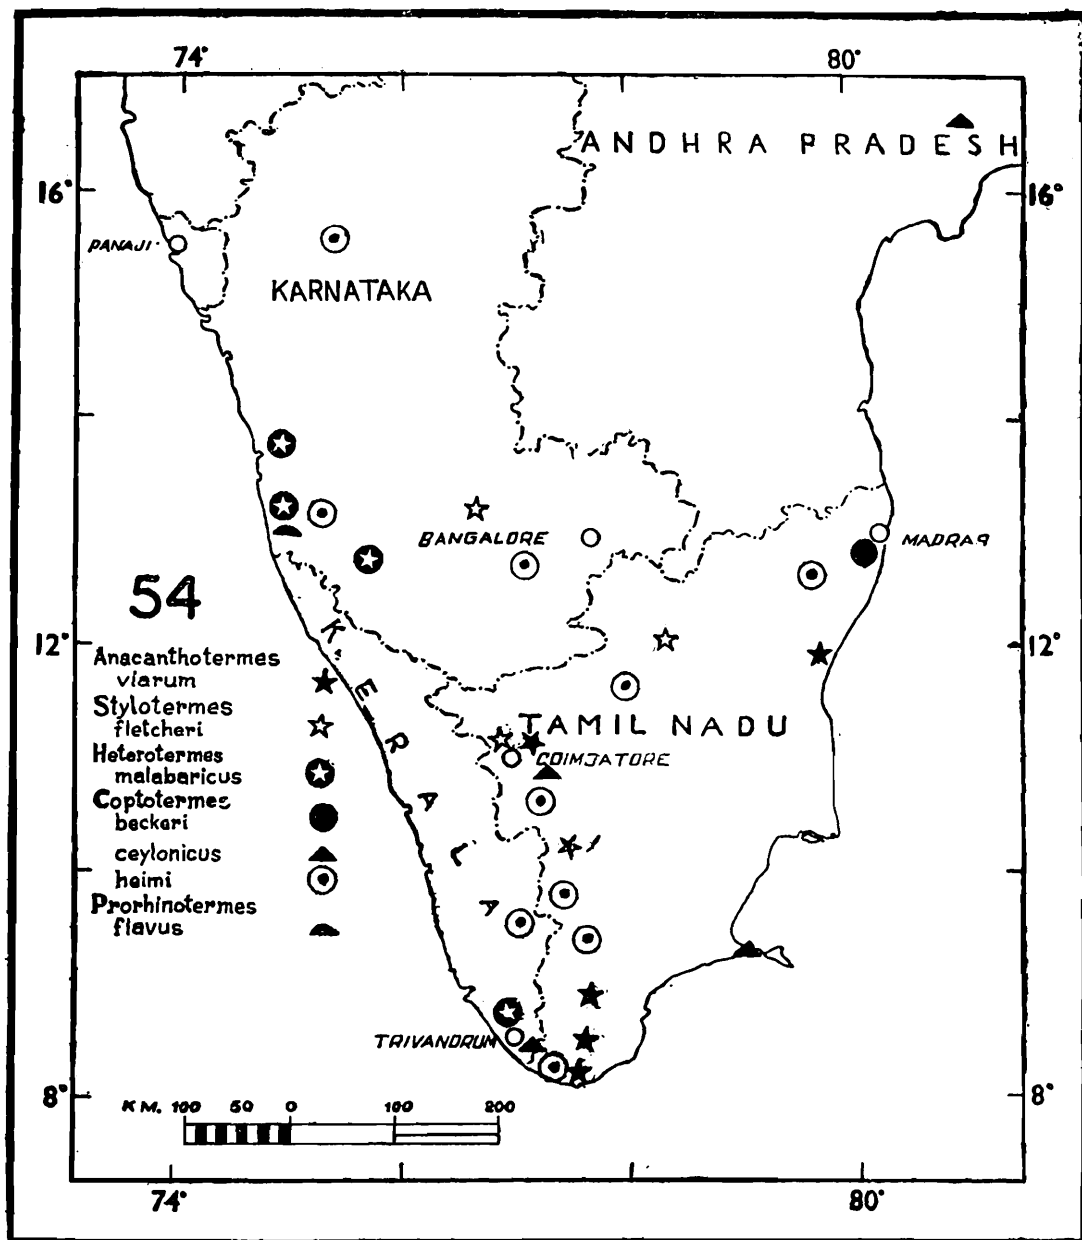 74° 80°
ANDHRA PRADESH
16° 16°
PANAJI
KARNATAKA
BANGALORE
MADRAS
54
12° 12°
KERALA
Anacanthotermes
viarum
Stylotermes
fletcheri
TAMIL NADU
Heterotermes
malabaricus
COIMJATORE
Coptotermes
beckeri
ceylonicus
heimi
Prorhinotermes
flavus
TRIVANDRUM
8° 8°
KM. 100 50 0 100 200
74° 80°